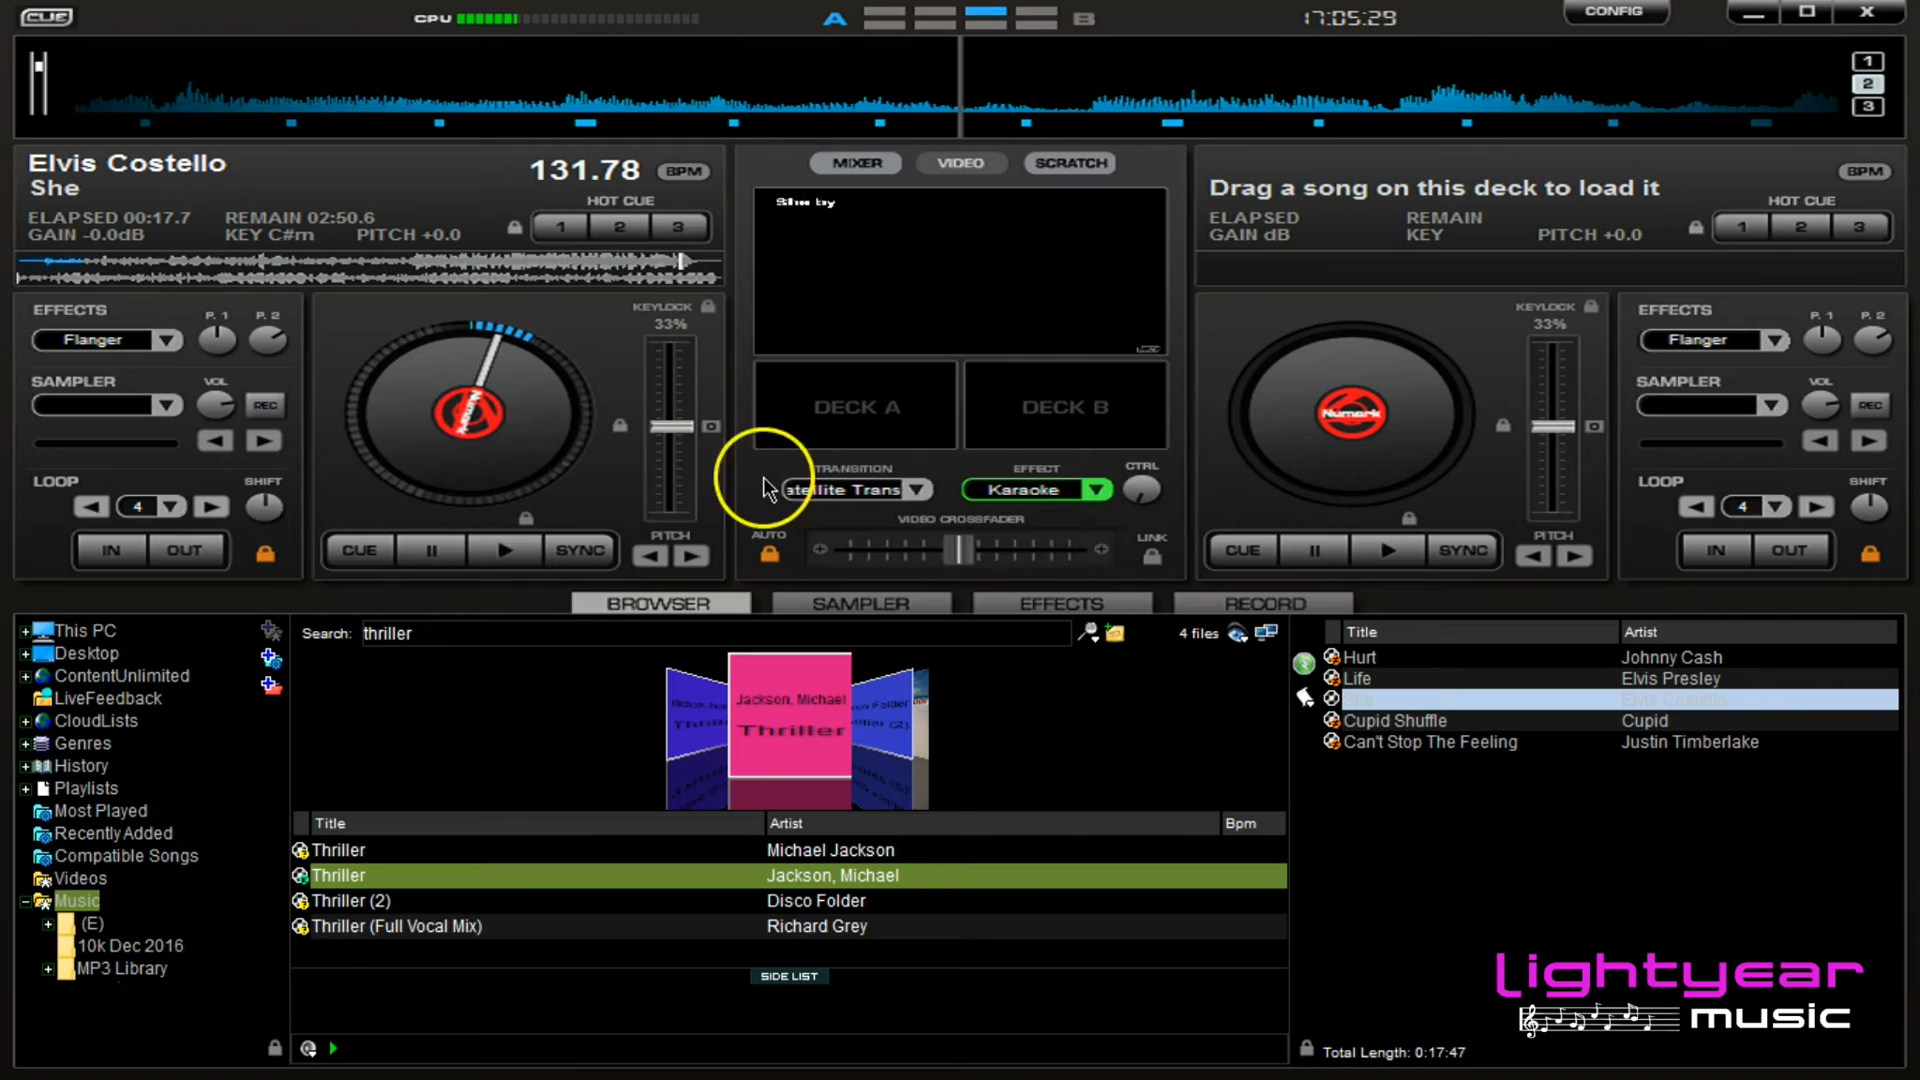 CUE
CPU
A
B
17:05:29
CONFIG
X
1
2
3
Elvis Costello
She
131.78 BPM
HOT CUE
ELAPSED 00:17.7 REMAIN 02:50.6
GAIN -0.0dB KEY C#m PITCH +0.0
1 2 3
MIXER VIDEO SCRATCH
She by
DECK A DECK B
TRANSITION EFFECT CTRL
atellite Trans Karaoke
VIDEO CROSSFADER
AUTO LINK
BPM
Drag a song on this deck to load it
HOT CUE
ELAPSED REMAIN
GAIN dB KEY PITCH +0.0
1 2 3
EFFECTS P. 1 P. 2
Flanger
SAMPLER VOL
REC
LOOP SHIFT
4
IN OUT
KEYLOCK
33%
Numark
CUE SYNC
PITCH
KEYLOCK
33%
Numark
CUE SYNC
PITCH
EFFECTS P. 1 P. 2
Flanger
SAMPLER VOL
REC
LOOP SHIFT
4
IN OUT
BROWSER SAMPLER EFFECTS RECORD
This PC
Desktop
ContentUnlimited
LiveFeedback
CloudLists
Genres
History
Playlists
Most Played
Recently Added
Compatible Songs
Videos
Music
(E)
10k Dec 2016
MP3 Library
Search: thriller
4 files
Jackson, Michael
Thriller
Title Artist Bpm
Thriller Michael Jackson
Thriller Jackson, Michael
Thriller (2) Disco Folder
Thriller (Full Vocal Mix) Richard Grey
SIDE LIST
Title Artist
Hurt Johnny Cash
Life Elvis Presley
She Elvis Costello
Cupid Shuffle Cupid
Can't Stop The Feeling Justin Timberlake
lightyear
music
Total Length: 0:17:47